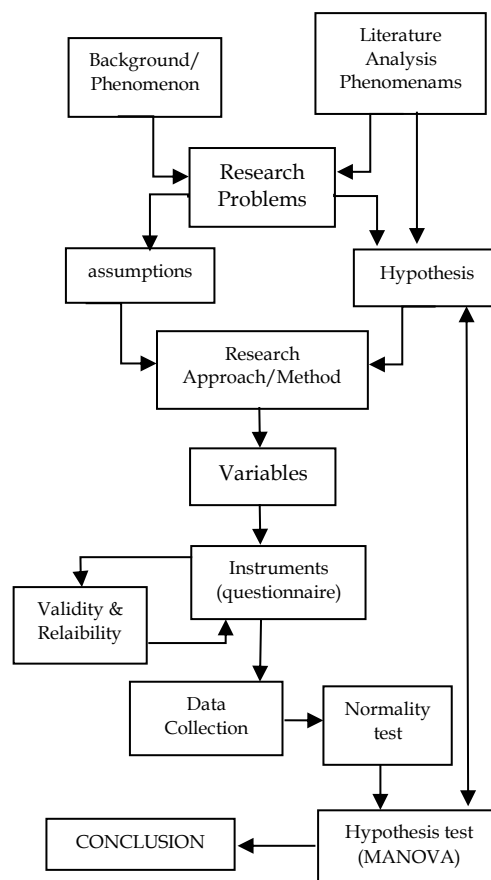 Background/
Phenomenon
Literature
Analysis
Phenomenams
Research
Problems
assumptions
Hypothesis
Research
Approach/Method
Variables
Instruments
(questionnaire)
Validity &
Relaibility
Data
Collection
Normality
test
CONCLUSION
Hypothesis test
(MANOVA)